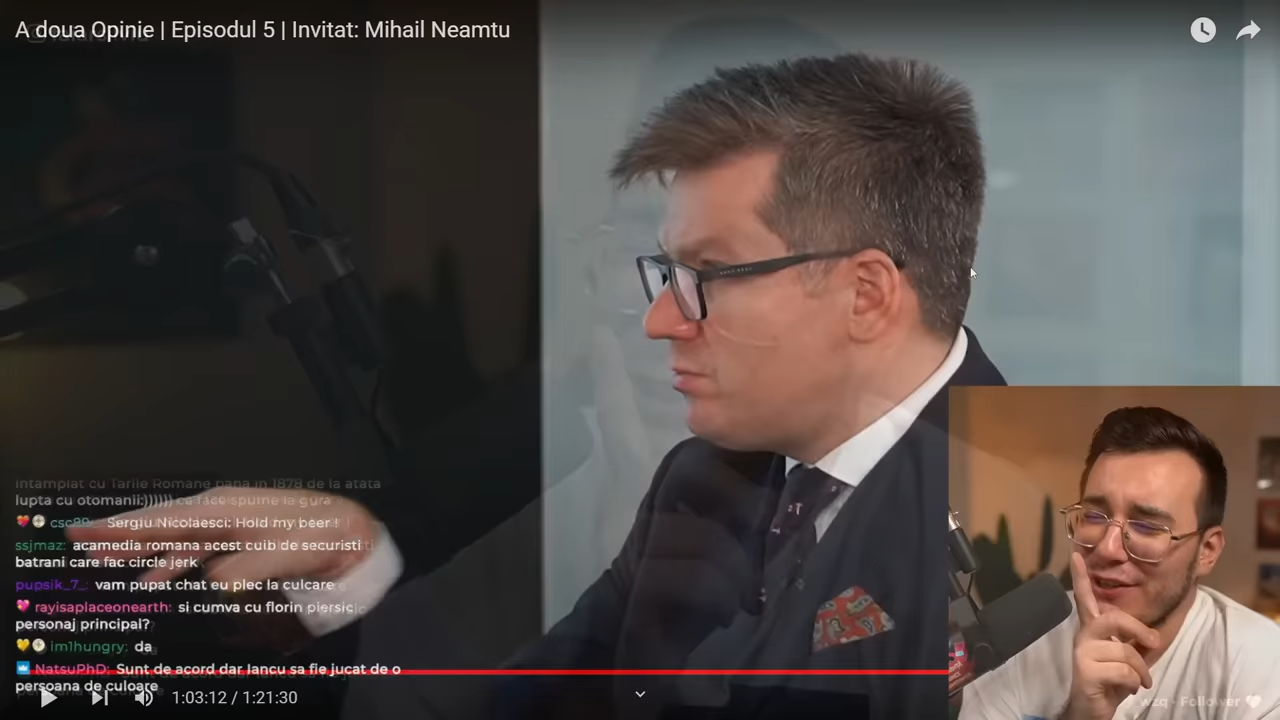 A doua Opinie | Episodul 5 | Invitat: Mihail Neamtu
intamplat cu Tarile Romane pana in 1878 de la atata
lupta cu otomanii:)))))) ca face spume la gura
csc89: Sergiu Nicolaesci: Hold my beer !
ssjmaz: acamedia romana acest cuib de securisti
batrani care fac circle jerk
pupsik_7_: vam pupat chat eu plec la culcare
rayisaplaceonearth: si cumva cu florin piersic
personaj principal?
im1hungry: da
NatsuPhD: Sunt de acord dar Iancu sa fie jucat de o
persoana de culoare
1:03:12 / 1:21:30
wzq - Follower